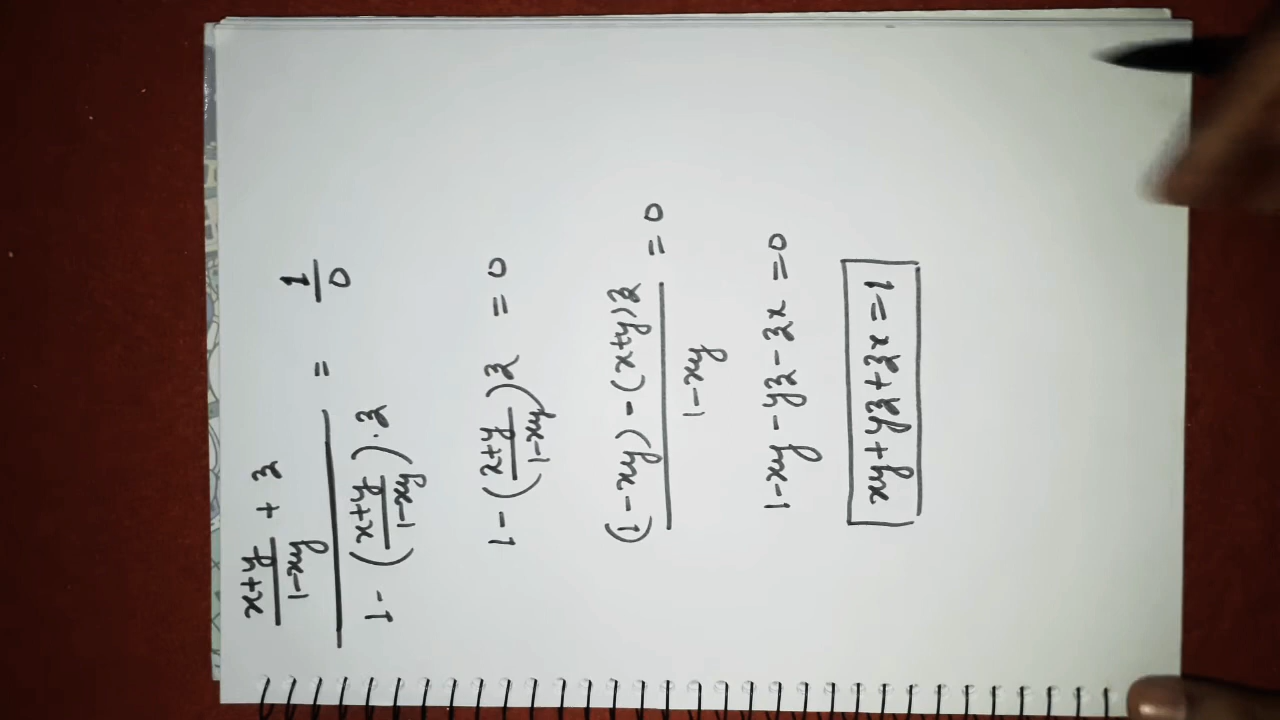 x+y/1-xy + z / 1-(x+y/1-xy).z = 1/0
1-(x+y/1-xy)z = 0
(1-xy)-(x+y)z / 1-xy = 0
1-xy-yz-zx=0
xy+yz+zx=1